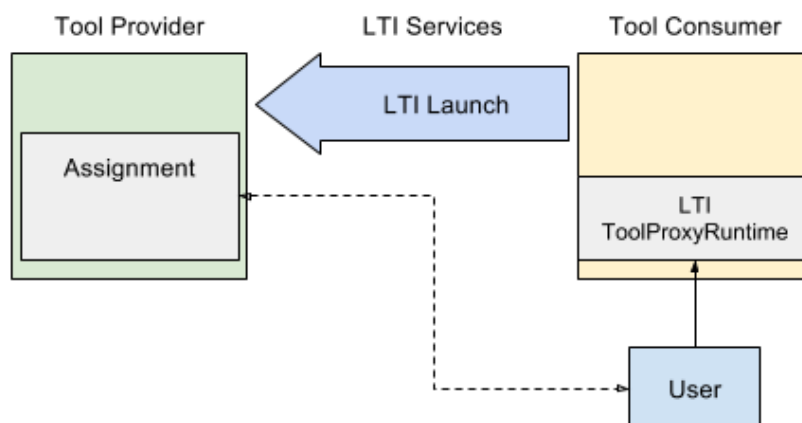 Tool Provider
LTI Services
Tool Consumer
LTI Launch
Assignment
LTI
ToolProxyRuntime
User